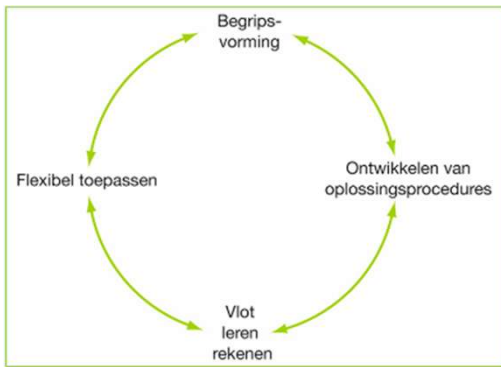 Begrips-
vorming
Ontwikkelen van
oplossingsprocedures
Vlot
leren
rekenen
Flexibel toepassen